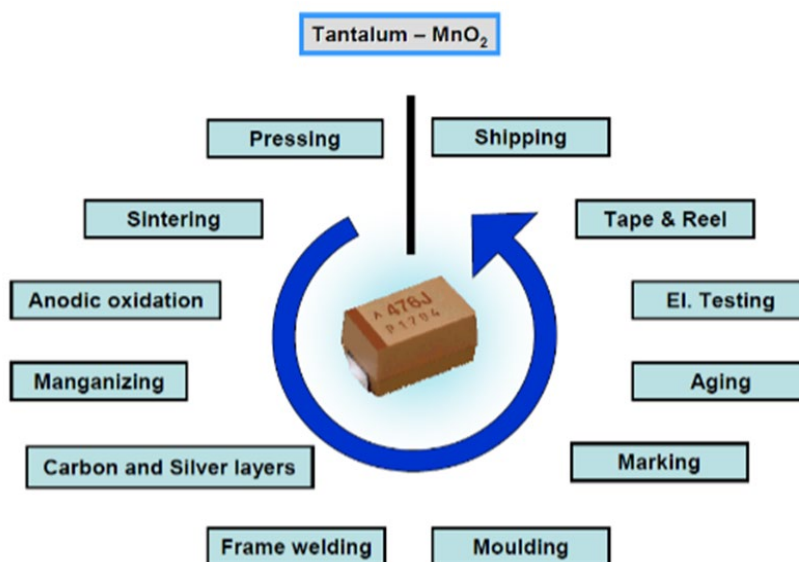 Tantalum – MnO₂
Pressing
Shipping
Sintering
Tape & Reel
Anodic oxidation
El. Testing
A 476J
P1704
Manganizing
Aging
Carbon and Silver layers
Marking
Frame welding
Moulding